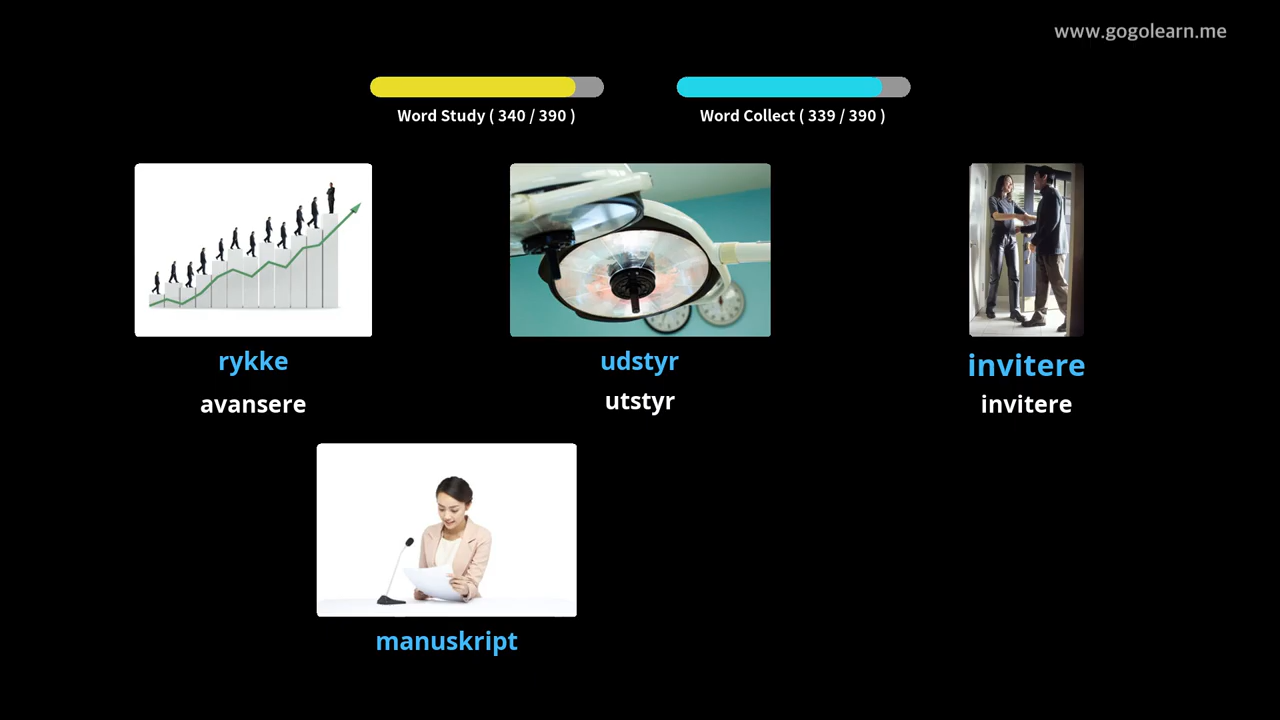 www.gogolearn.me
Word Study ( 340 / 390 )
Word Collect ( 339 / 390 )
rykke
udstyr
invitere
avansere
utstyr
invitere
manuskript